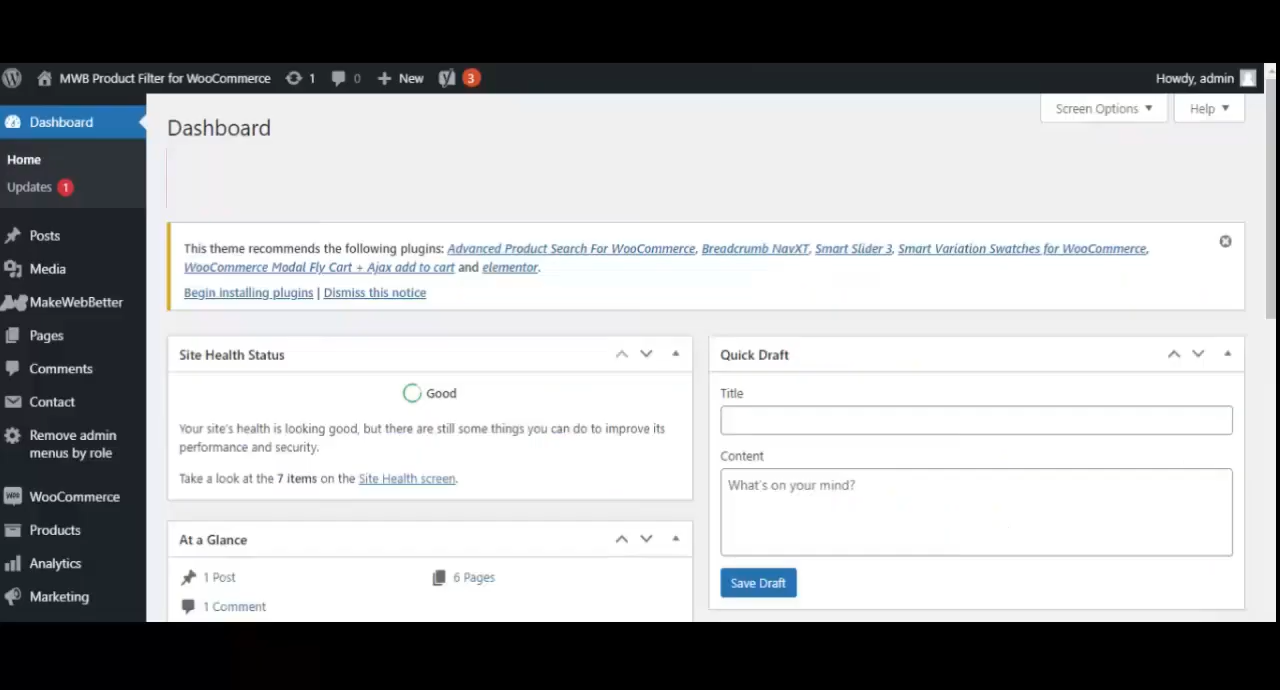 MWB Product Filter for WooCommerce 1 0 New 3 Howdy, admin
Dashboard
Home
Updates 1
Posts
Media
MakeWebBetter
Pages
Comments
Contact
Remove admin
menus by role
WooCommerce
Products
Analytics
Marketing
Screen Options ▼ Help ▼
Dashboard
This theme recommends the following plugins: Advanced Product Search For WooCommerce, Breadcrumb NavXT, Smart Slider 3, Smart Variation Swatches for WooCommerce,
WooCommerce Modal Fly Cart + Ajax add to cart and elementor.
Begin installing plugins | Dismiss this notice
Site Health Status
Good
Your site's health is looking good, but there are still some things you can do to improve its
performance and security.
Take a look at the 7 items on the Site Health screen.
At a Glance
1 Post 6 Pages
1 Comment
Quick Draft
Title
Content
What's on your mind?
Save Draft